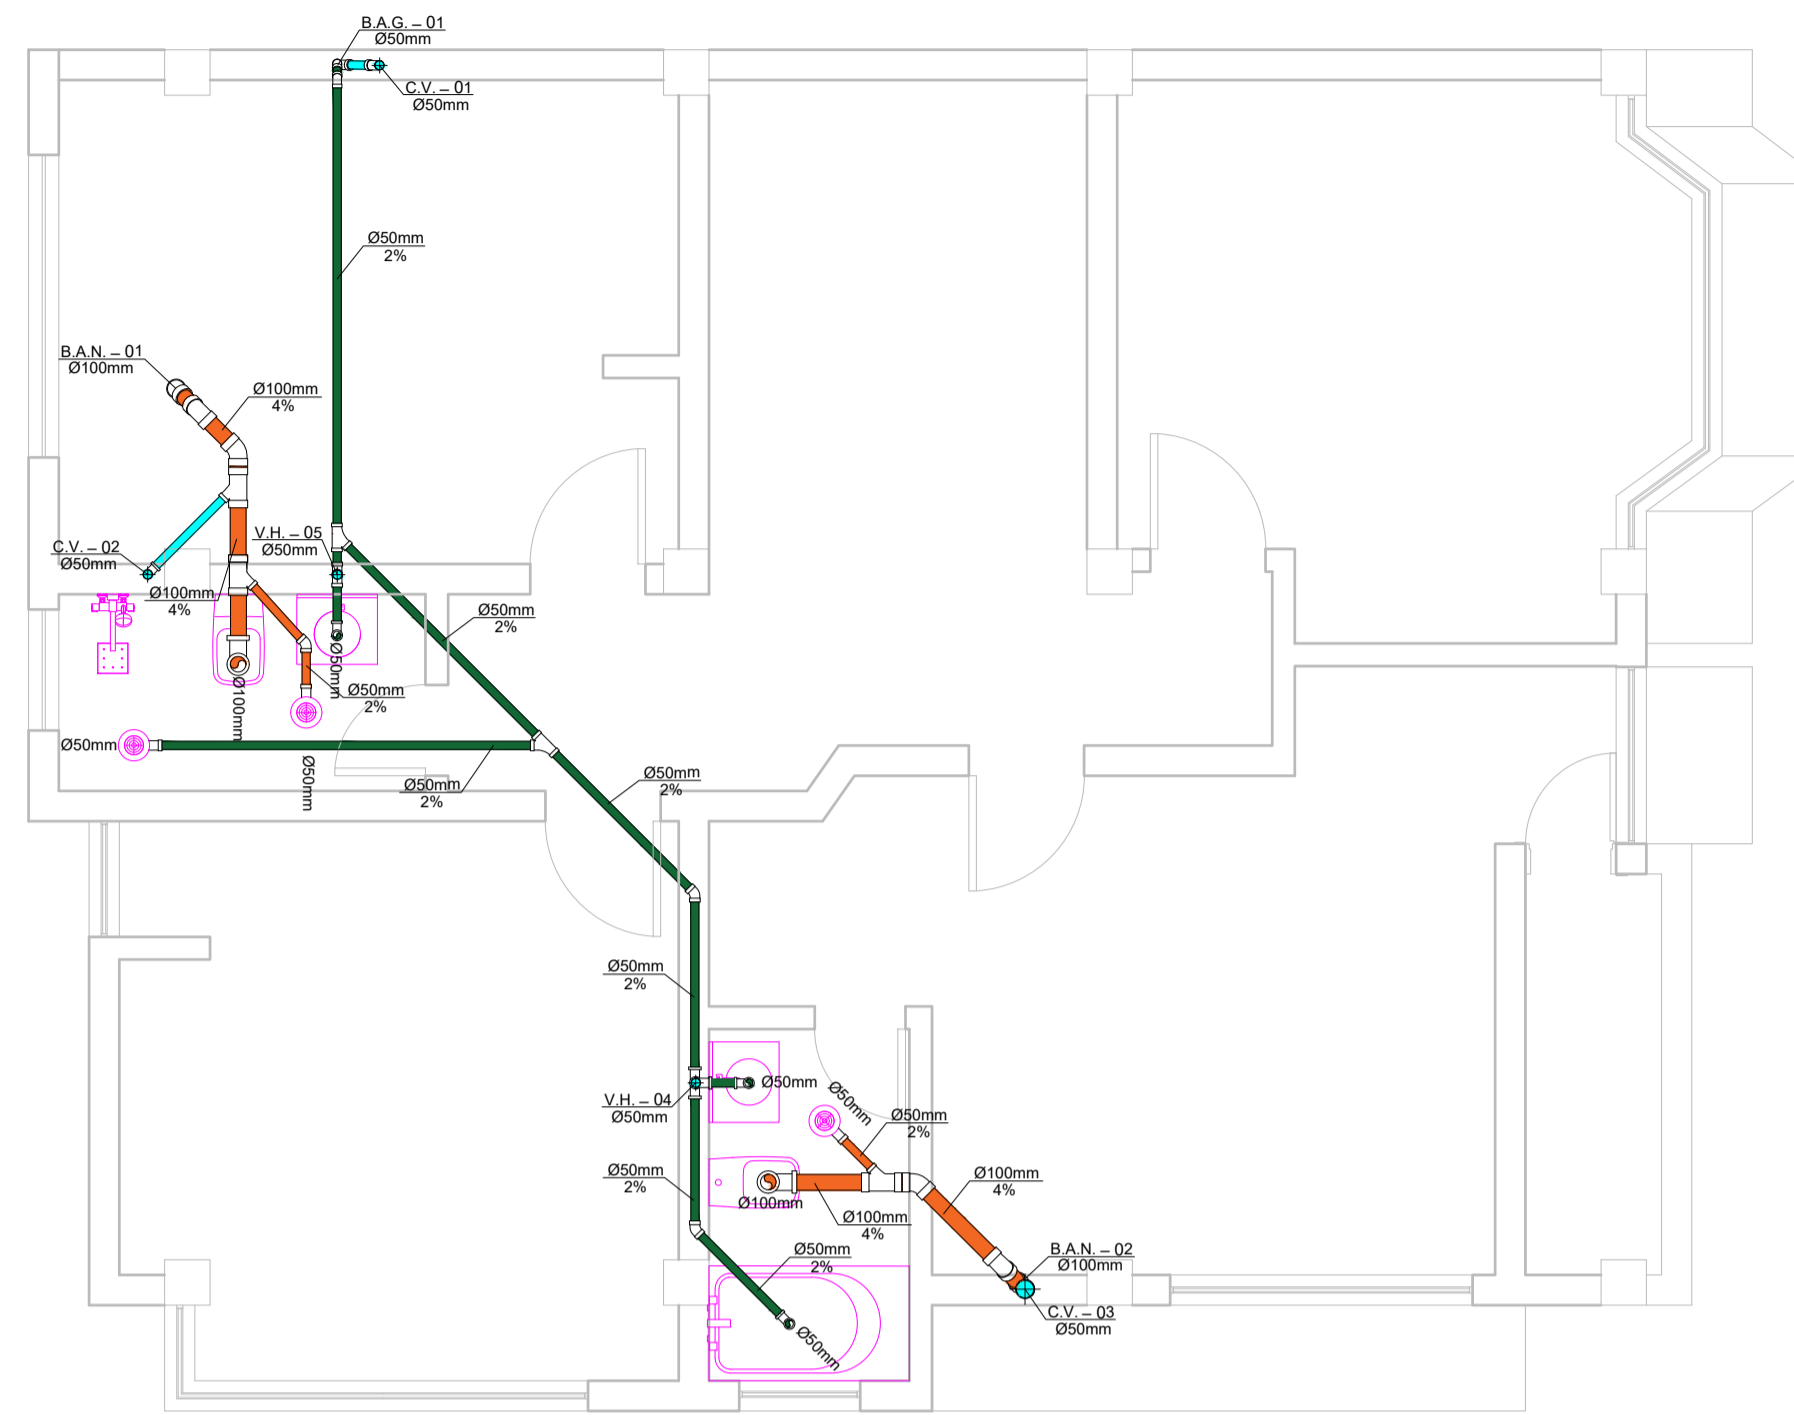 B.A.G. – 01
Ø50mm
C.V. – 01
Ø50mm
Ø50mm
2%
B.A.N. – 01
Ø100mm
Ø100mm
4%
V.H. – 05
Ø50mm
C.V. – 02
Ø50mm
Ø100mm
4%
Ø50mm
2%
Ø50mm
Ø100mm
Ø50mm
2%
Ø50mm
Ø50mm
Ø50mm
2%
Ø50mm
2%
Ø50mm
2%
V.H. – 04
Ø50mm
Ø50mm
Ø50mm
Ø50mm
2%
Ø50mm
2%
Ø100mm
Ø100mm
4%
Ø100mm
4%
Ø50mm
2%
Ø50mm
B.A.N. – 02
Ø100mm
C.V. – 03
Ø50mm